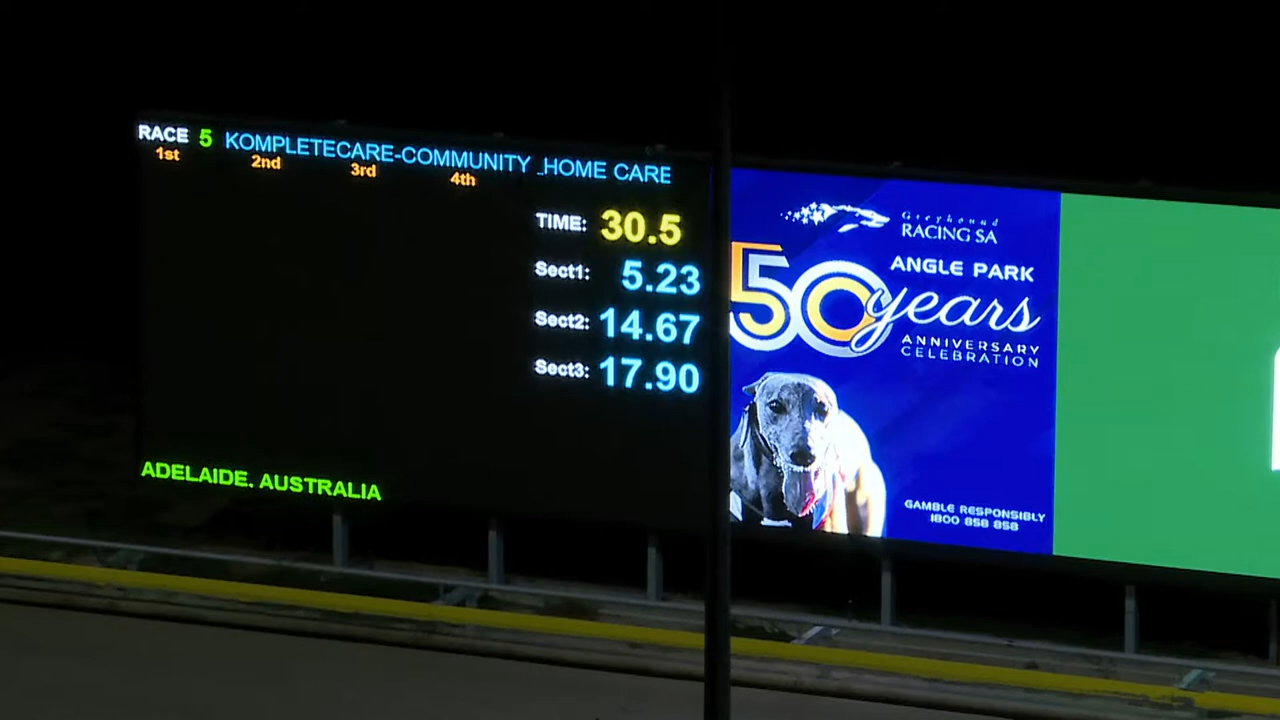 RACE 5 KOMPLETECARE-COMMUNITY _HOME CARE
1st 2nd 3rd 4th
TIME: 30.5
Sect1: 5.23
Sect2: 14.67
Sect3: 17.90
ADELAIDE. AUSTRALIA
Greyhound
RACING SA
ANGLE PARK
50 years
ANNIVERSARY
CELEBRATION
GAMBLE RESPONSIBLY
1800 858 858